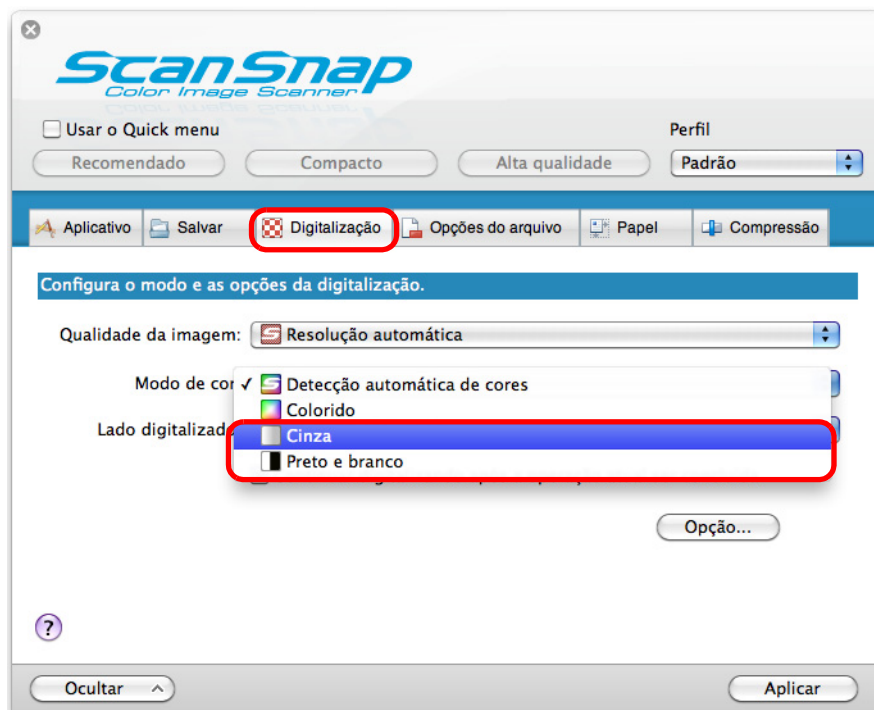 ScanSnap
Color Image Scanner
Usar o Quick menu
Perfil
Recomendado Compacto Alta qualidade Padrão
Aplicativo Salvar Digitalização Opções do arquivo Papel Compressão
Configura o modo e as opções da digitalização.
Qualidade da imagem: Resolução automática
Modo de cor ✓ Detecção automática de cores
Colorido
Lado digitalizado
Cinza
Preto e branco
Opção...
?
Ocultar
Aplicar